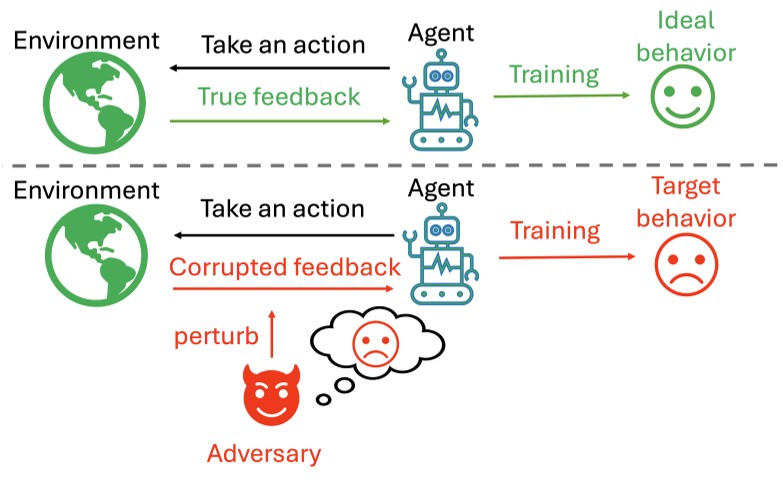 Environment
Take an action
True feedback
Agent
Training
Ideal
behavior
Environment
Take an action
Corrupted feedback
perturb
Adversary
Agent
Training
Target
behavior